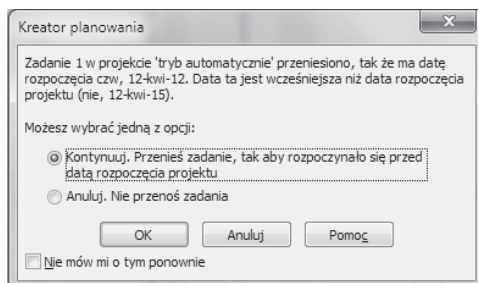 Kreator planowania
Zadanie 1 w projekcie 'tryb automatycznie' przeniesiono, tak że ma datę
rozpoczęcia czw, 12-kwi-12. Data ta jest wcześniejsza niż data rozpoczęcia
projektu (nie, 12-kwi-15).
Możesz wybrać jedną z opcji:
Kontynuuj. Przenieś zadanie, tak aby rozpoczynało się przed
datą rozpoczęcia projektu
Anuluj. Nie przenoś zadania
OK Anuluj Pomoc
Nie mów mi o tym ponownie